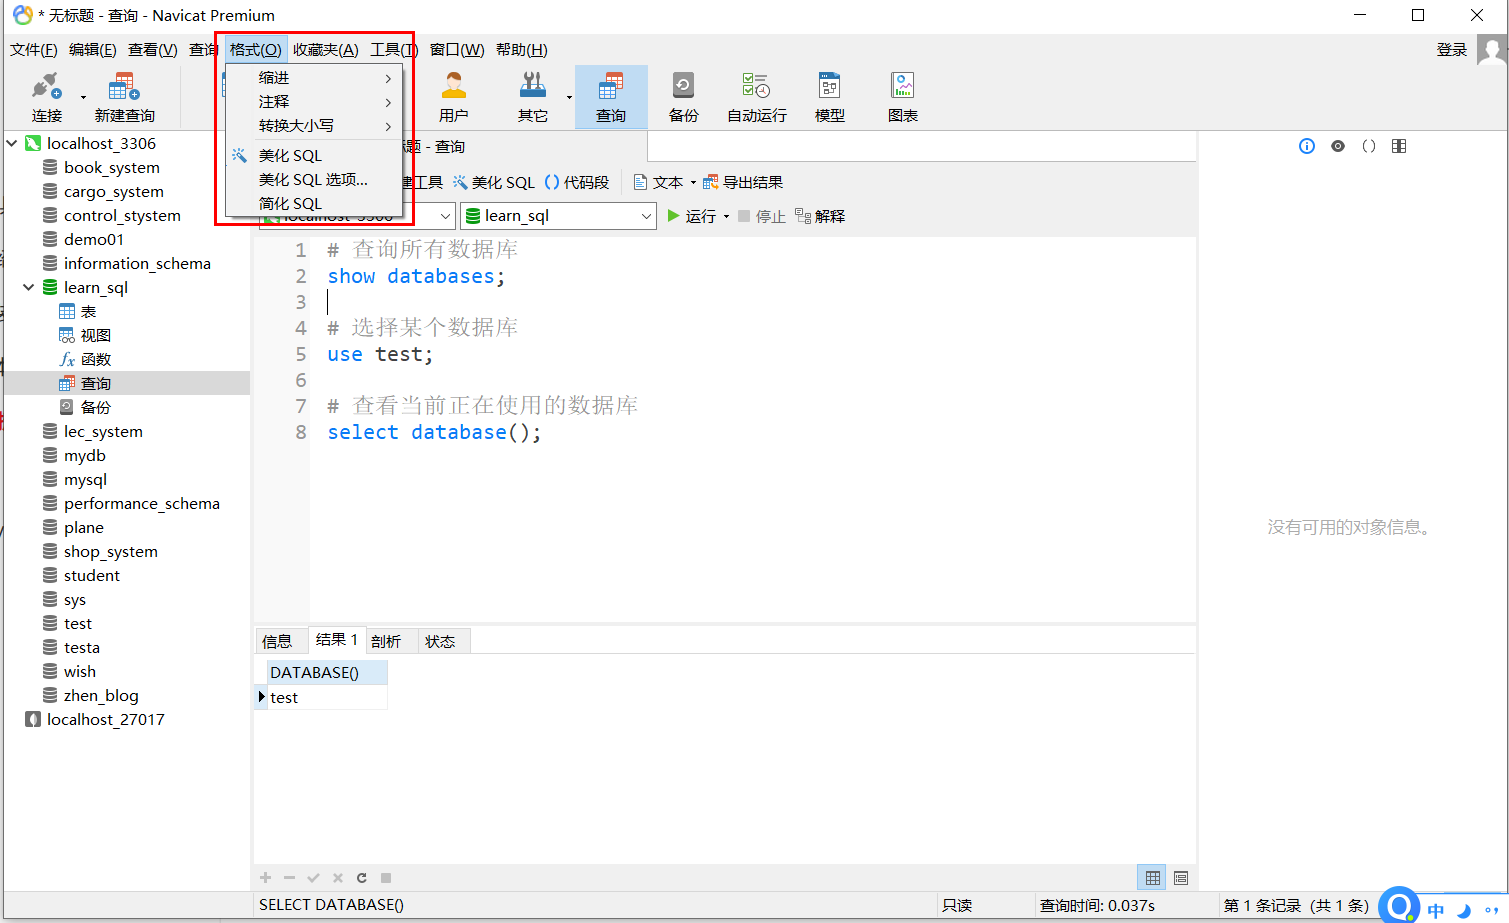 * 无标题 - 查询 - Navicat Premium
文件(F) 编辑(E) 查看(V) 查询 格式(O) 收藏夹(A) 工具(T) 窗口(W) 帮助(H) 登录
缩进
注释
转换大小写
美化 SQL
美化 SQL 选项...
简化 SQL
连接 新建查询 用户 其它 查询 备份 自动运行 模型 图表
题 - 查询
建工具 美化 SQL () 代码段 文本 导出结果
localhost_3306 learn_sql 运行 停止 解释
localhost_3306
book_system
cargo_system
control_stystem
demo01
information_schema
learn_sql
表
视图
fx 函数
查询
备份
lec_system
mydb
mysql
performance_schema
plane
shop_system
student
sys
test
testa
wish
zhen_blog
localhost_27017
1 # 查询所有数据库
2 show databases;
3
4 # 选择某个数据库
5 use test;
6
7 # 查看当前正在使用的数据库
8 select database();
没有可用的对象信息。
信息 结果 1 剖析 状态
DATABASE()
test
SELECT DATABASE() 只读 查询时间: 0.037s 第 1 条记录 (共 1 条)
中